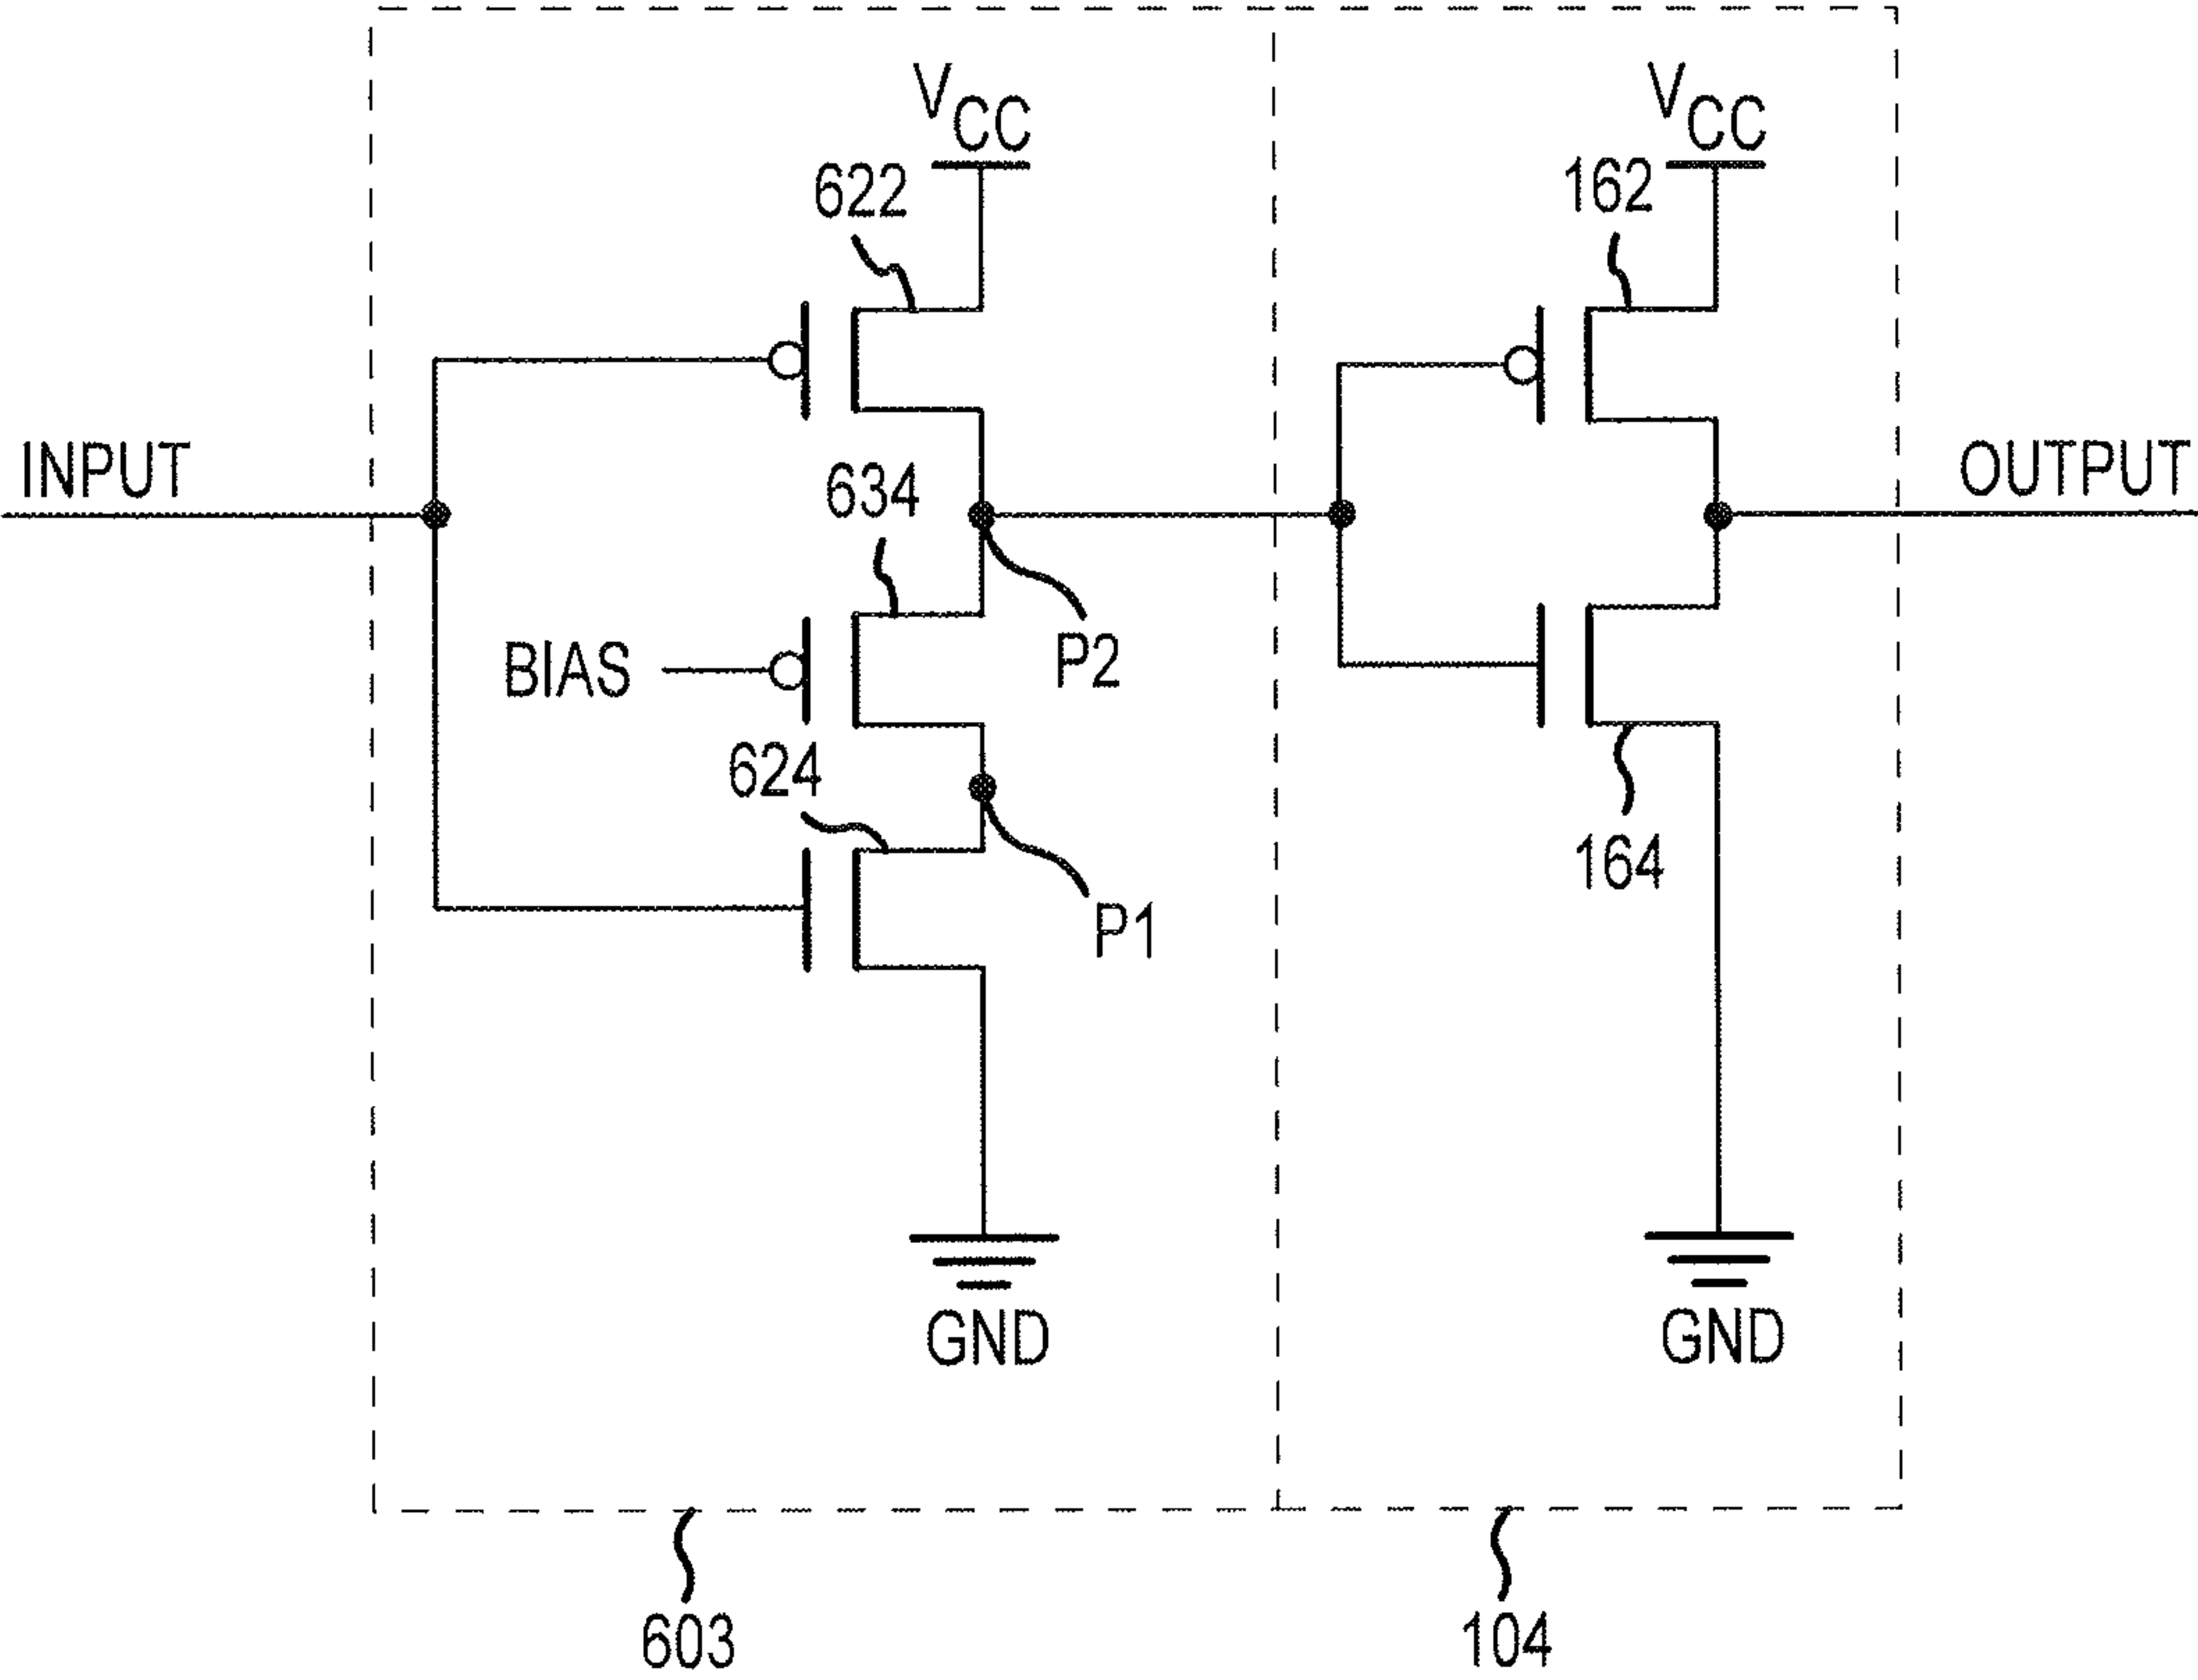 VCC
VCC
622
162
INPUT
634
OUTPUT
BIAS
P2
624
164
P1
GND
GND
603
104